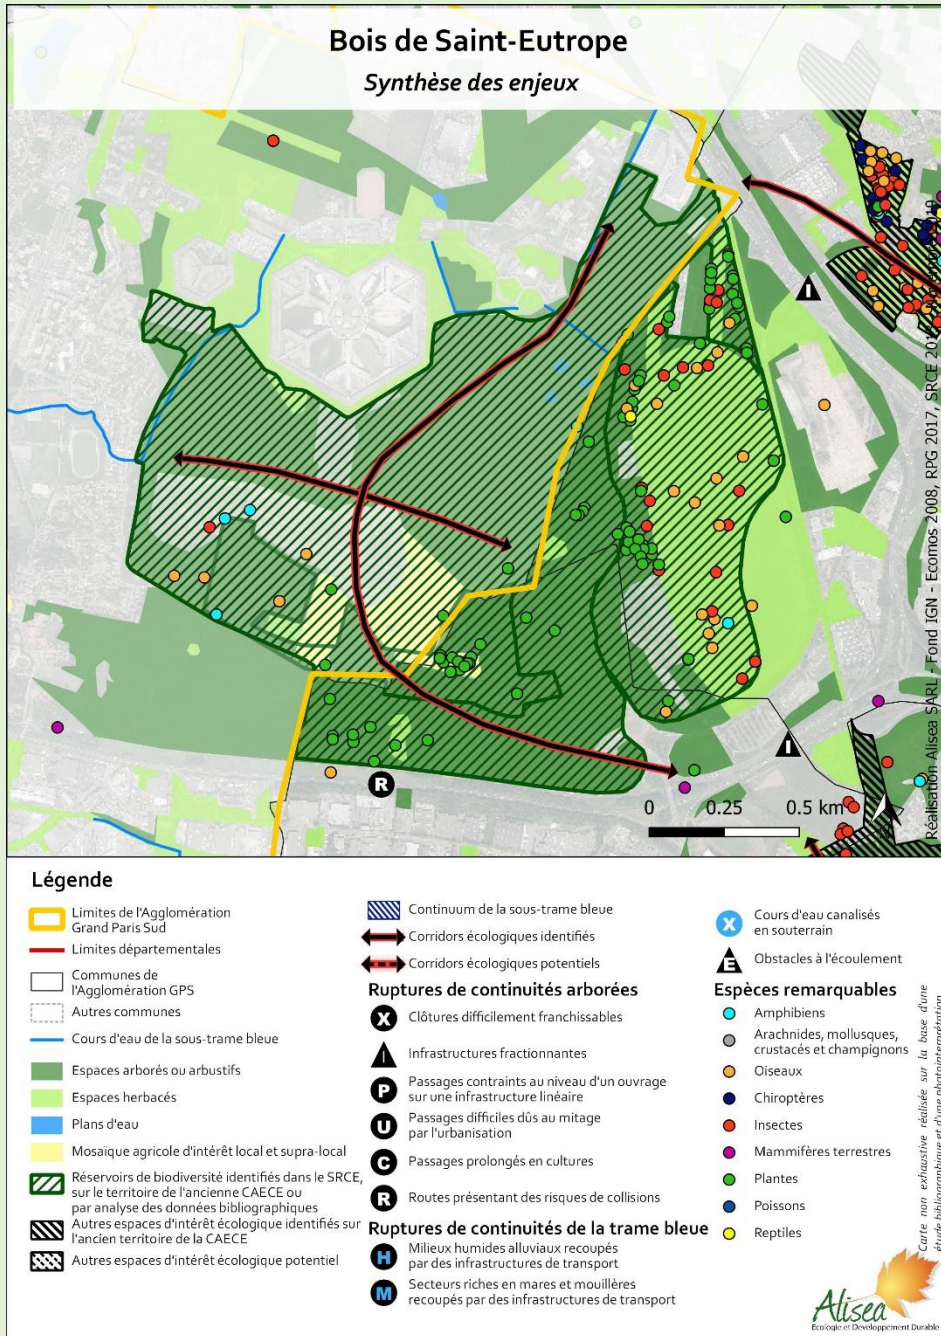 Bois de Saint-Eutrope
Synthèse des enjeux
I
I
R
0 0.25 0.5 km
Réalisation Alisea SARL - Fond IGN - Ecomos 2008, RPG 2017, SRCE
Légende
Limites de l'Agglomération
Grand Paris Sud
Limites départementales
Communes de
l'Agglomération GPS
Autres communes
Cours d'eau de la sous-trame bleue
Espaces arborés ou arbustifs
Espaces herbacés
Plans d'eau
Mosaïque agricole d'intérêt local et supra-local
Réservoirs de biodiversité identifiés dans le SRCE,
sur le territoire de l'ancienne CAECE ou
par analyse des données bibliographiques
Autres espaces d'intérêt écologique identifiés sur
l'ancien territoire de la CAECE
Autres espaces d'intérêt écologique potentiel
Continuum de la sous-trame bleue
Corridors écologiques identifiés
Corridors écologiques potentiels
Ruptures de continuités arborées
X Clôtures difficilement franchissables
I Infrastructures fractionnantes
P Passages contraints au niveau d'un ouvrage
sur une infrastructure linéaire
U Passages difficiles dûs au mitage
par l'urbanisation
C Passages prolongés en cultures
R Routes présentant des risques de collisions
Ruptures de continuités de la trame bleue
H Milieux humides alluviaux recoupés
par des infrastructures de transport
M Secteurs riches en mares et mouillères
recoupés par des infrastructures de transport
X Cours d'eau canalisés
en souterrain
E Obstacles à l'écoulement
Espèces remarquables
Amphibiens
Arachnides, mollusques,
crustacés et champignons
Oiseaux
Chiroptères
Insectes
Mammifères terrestres
Plantes
Poissons
Reptiles
Carte non exhaustive réalisée sur la base d'une
étude bibliographique et d'une photointerprétation
Alisea
Ecologie et Développement Durable